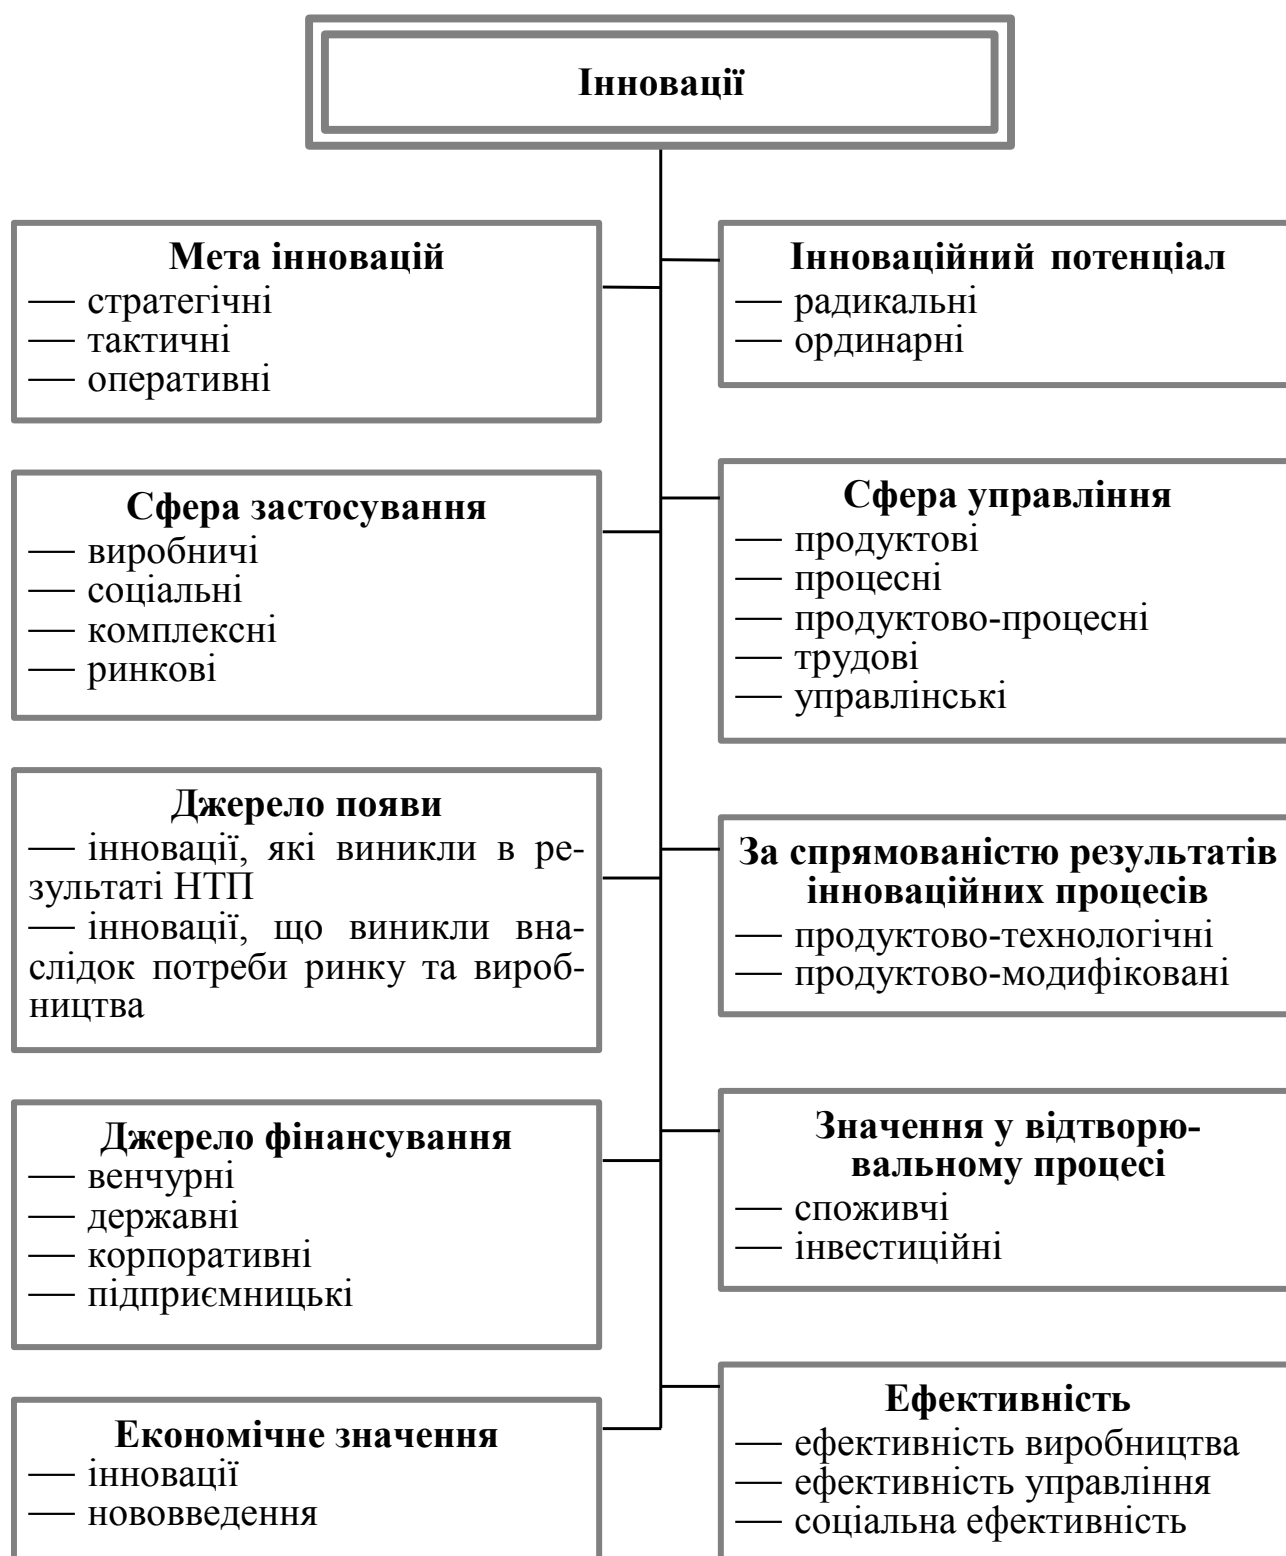 Інновації
Мета інновацій
— стратегічні
— тактичні
— оперативні
Інноваційний потенціал
— радикальні
— ординарні
Сфера застосування
— виробничі
— соціальні
— комплексні
— ринкові
Сфера управління
— продуктові
— процесні
— продуктово-процесні
— трудові
— управлінські
Джерело появи
— інновації, які виникли в ре-
зультаті НТП
— інновації, що виникли вна-
слідок потреби ринку та вироб-
ництва
За спрямованістю результатів
інноваційних процесів
— продуктово-технологічні
— продуктово-модифіковані
Джерело фінансування
— венчурні
— державні
— корпоративні
— підприємницькі
Значення у відтворю-
вальному процесі
— споживчі
— інвестиційні
Економічне значення
— інновації
— нововведення
Ефективність
— ефективність виробництва
— ефективність управління
— соціальна ефективність